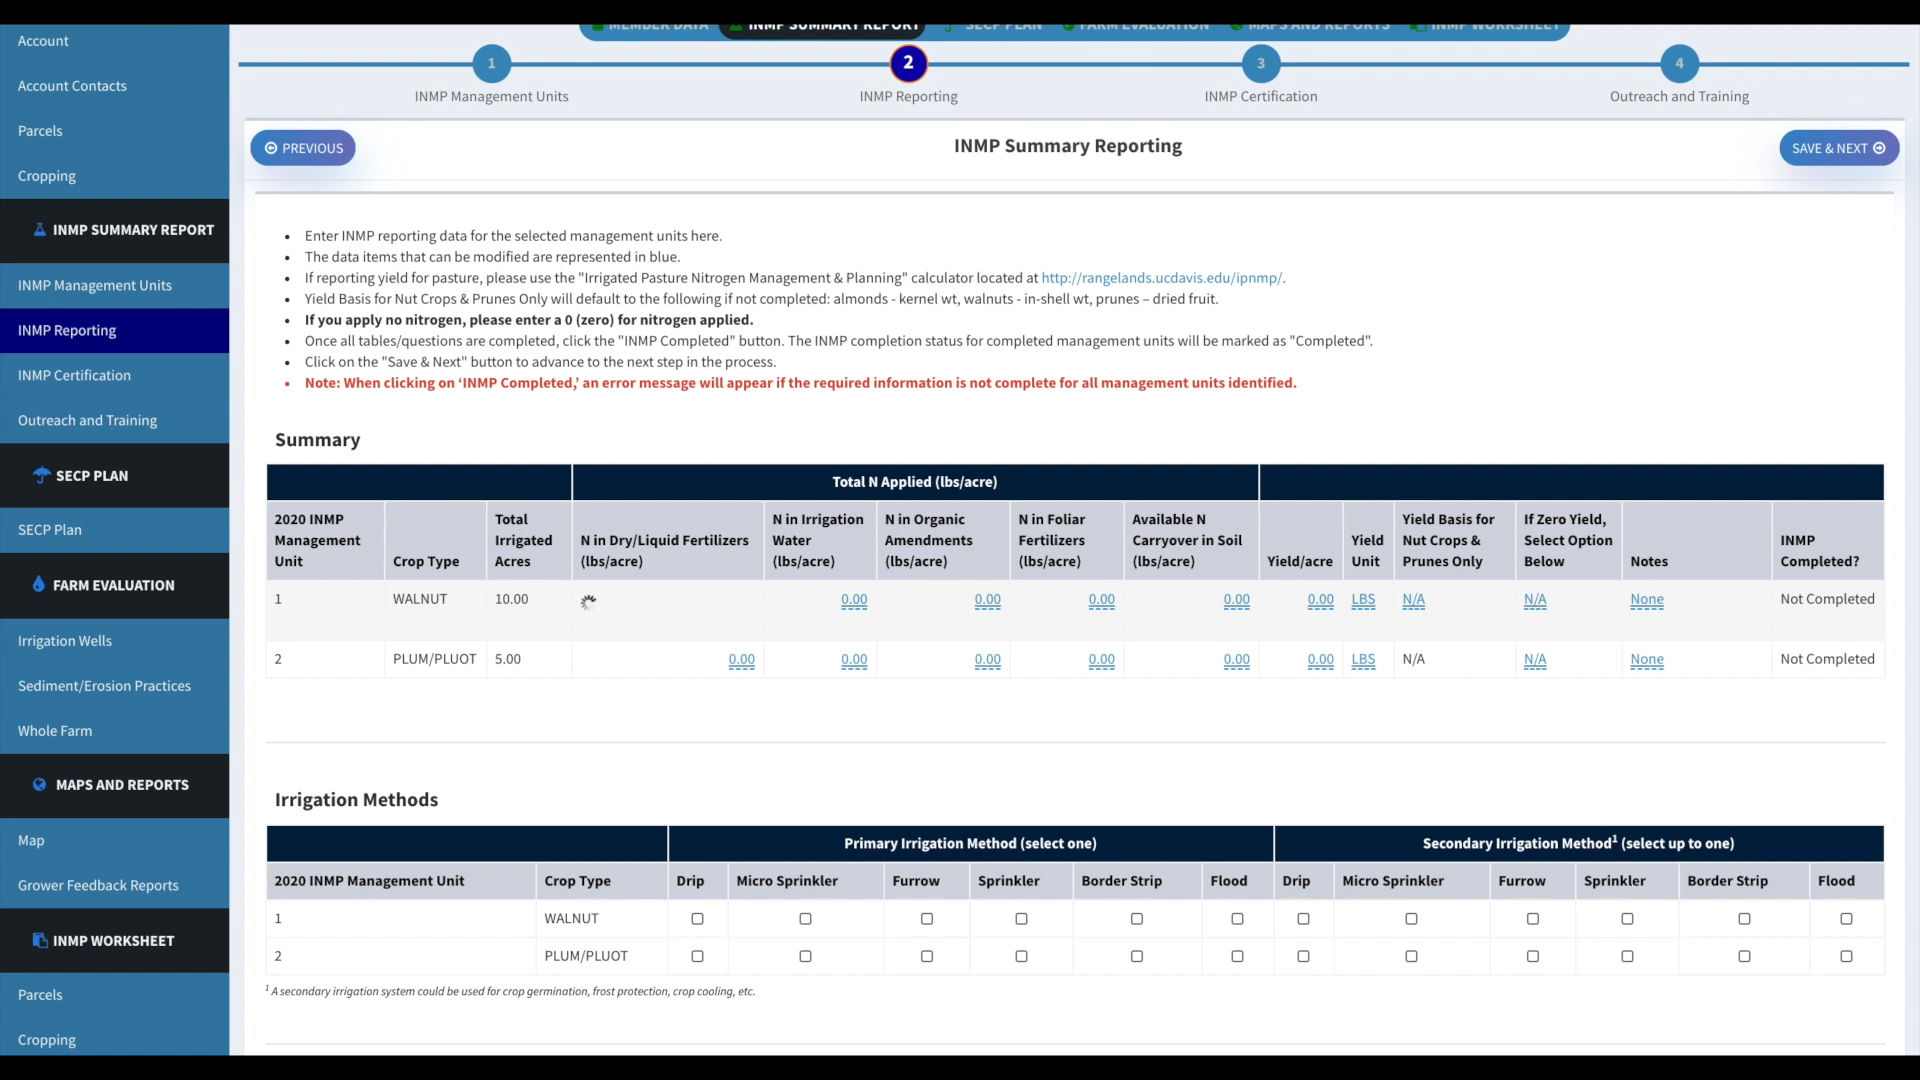 MEMBER DATA
INMP SUMMARY REPORT
SECP PLAN
FARM EVALUATION
MAPS AND REPORTS
INMP WORKSHEET
1
2
3
4
INMP Management Units
INMP Reporting
INMP Certification
Outreach and Training
Account
Account Contacts
Parcels
Cropping
INMP SUMMARY REPORT
INMP Management Units
INMP Reporting
INMP Certification
Outreach and Training
SECP PLAN
SECP Plan
FARM EVALUATION
Irrigation Wells
Sediment/Erosion Practices
Whole Farm
MAPS AND REPORTS
Map
Grower Feedback Reports
INMP WORKSHEET
Parcels
Cropping
PREVIOUS
INMP Summary Reporting
SAVE & NEXT
• Enter INMP reporting data for the selected management units here.
• The data items that can be modified are represented in blue.
• If reporting yield for pasture, please use the "Irrigated Pasture Nitrogen Management & Planning" calculator located at http://rangelands.ucdavis.edu/ipnmp/.
• Yield Basis for Nut Crops & Prunes Only will default to the following if not completed: almonds - kernel wt, walnuts - in-shell wt, prunes – dried fruit.
• If you apply no nitrogen, please enter a 0 (zero) for nitrogen applied.
• Once all tables/questions are completed, click the "INMP Completed" button. The INMP completion status for completed management units will be marked as "Completed".
• Click on the "Save & Next" button to advance to the next step in the process.
• Note: When clicking on ‘INMP Completed,’ an error message will appear if the required information is not complete for all management units identified.
Summary
Total N Applied (lbs/acre)
2020 INMP
Management
Unit
Crop Type
Total
Irrigated
Acres
N in Dry/Liquid Fertilizers
(lbs/acre)
N in Irrigation
Water
(lbs/acre)
N in Organic
Amendments
(lbs/acre)
N in Foliar
Fertilizers
(lbs/acre)
Available N
Carryover in Soil
(lbs/acre)
Yield/acre
Yield
Unit
Yield Basis for
Nut Crops &
Prunes Only
If Zero Yield,
Select Option
Below
Notes
INMP
Completed?
1 WALNUT 10.00 0.00 0.00 0.00 0.00 0.00 LBS N/A N/A None Not Completed
2 PLUM/PLUOT 5.00 0.00 0.00 0.00 0.00 0.00 0.00 LBS N/A N/A None Not Completed
Irrigation Methods
Primary Irrigation Method (select one) Secondary Irrigation Method1 (select up to one)
2020 INMP Management Unit Crop Type Drip Micro Sprinkler Furrow Sprinkler Border Strip Flood Drip Micro Sprinkler Furrow Sprinkler Border Strip Flood
1 WALNUT
2 PLUM/PLUOT
1 A secondary irrigation system could be used for crop germination, frost protection, crop cooling, etc.